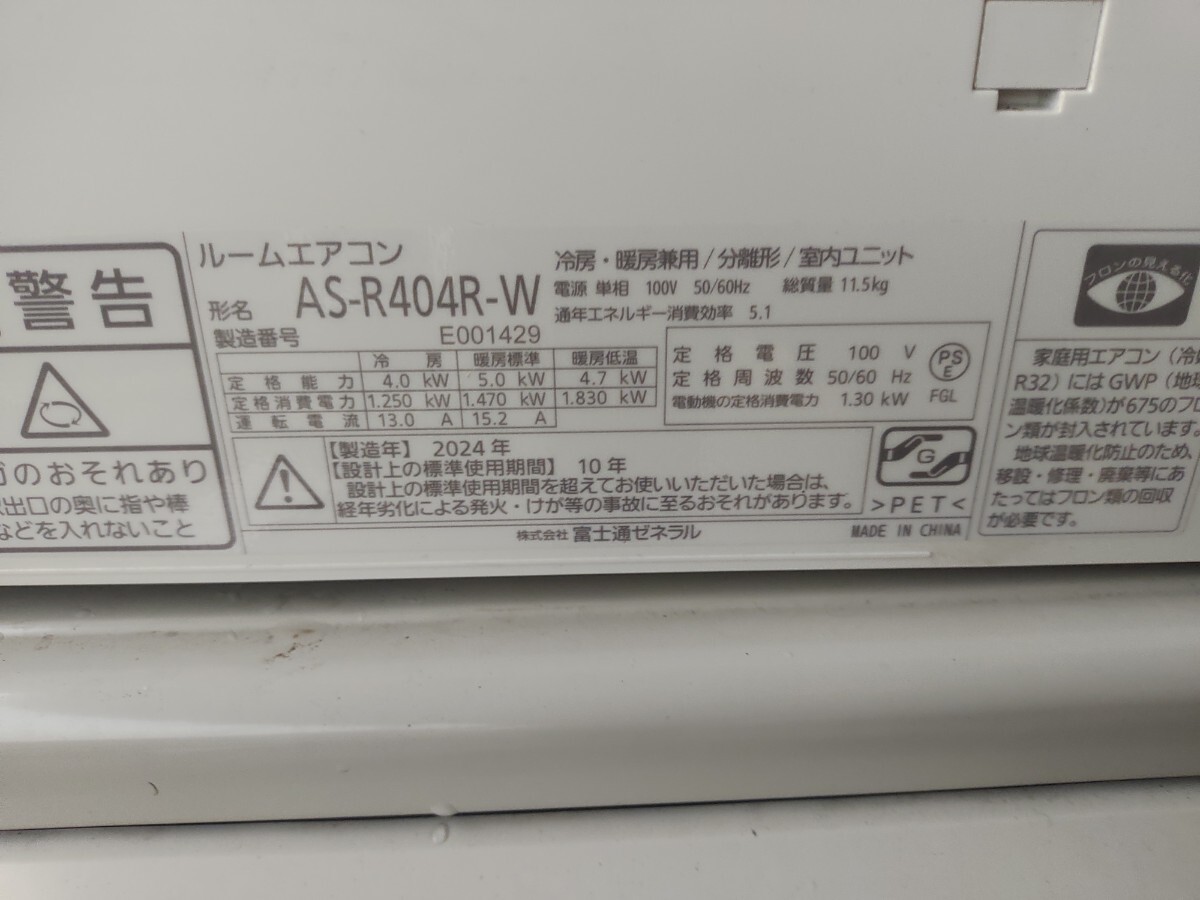 警告
のおそれあり
出口の奥に指や棒
などを入れないこと
ルームエアコン
形名 AS-R404R-W
製造番号 E001429
冷房・暖房兼用/分離形/室内ユニット
電源 単相 100V 50/60Hz 総質量 11.5kg
通年エネルギー消費効率 5.1
冷房 暖房標準 暖房低温
定格能力 4.0 kW 5.0 kW 4.7 kW
定格消費電力 1.250 kW 1.470 kW 1.830 kW
運転電流 13.0 A 15.2 A
定格電圧 100 V
定格周波数 50/60 Hz
電動機の定格消費電力 1.30 kW
PS
E
FGL
【製造年】 2024年
【設計上の標準使用期間】 10年
設計上の標準使用期間を超えてお使いいただいた場合は、
経年劣化による発火・けが等の事故に至るおそれがあります。
G
>PET<
株式会社 富士通ゼネラル
MADE IN CHINA
フロンの見える化
家庭用エアコン（冷
R32）にはGWP（地
温暖化係数）が675のフロ
ン類が封入されています。
地球温暖化防止のため、
移設・修理・廃棄等にあ
たってはフロン類の回収
が必要です。